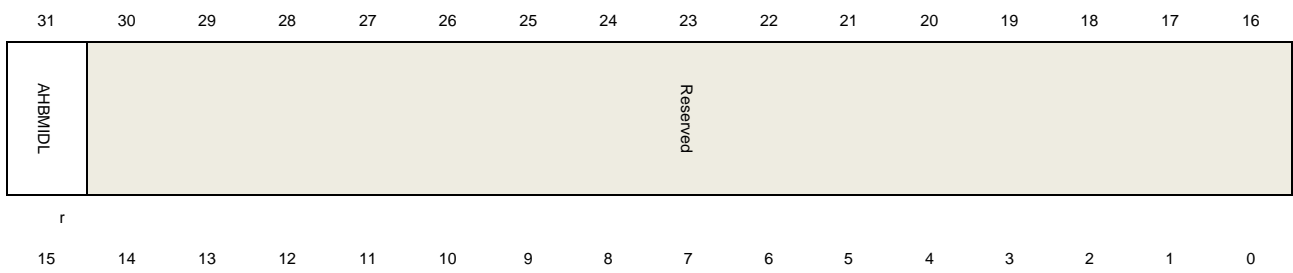 31 30 29 28 27 26 25 24 23 22 21 20 19 18 17 16
AHBMIDL
Reserved
r
15 14 13 12 11 10 9 8 7 6 5 4 3 2 1 0